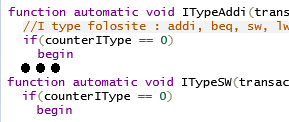 function automatic void ITypeAddi(trans
//I type folosite : addi, beq, sw, lw
if(counterIType == 0)
begin
●●●
function automatic void ITypeSW(transac
if(counterIType == 0)
begin